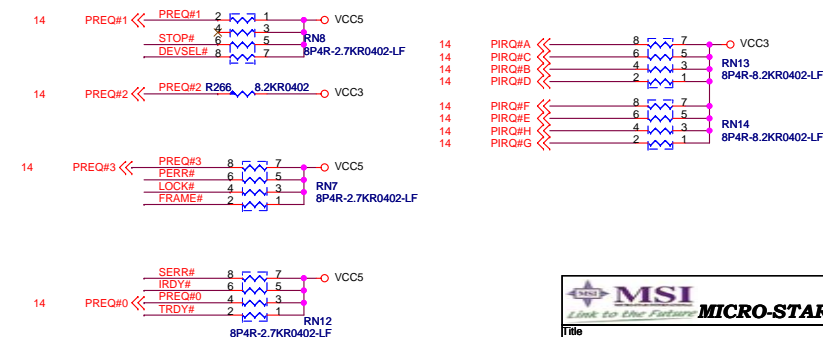 14 PREQ#1 PREQ#1 2 1 VCC5
4 3 RN8
STOP# 6 5 8P4R-2.7KR0402-LF
DEVSEL# 8 7
14 PREQ#2 PREQ#2 R266 8.2KR0402 VCC3
14 PREQ#3 PREQ#3 8 7 VCC5
PERR# 6 5
LOCK# 4 3 RN7
FRAME# 2 1 8P4R-2.7KR0402-LF
SERR# 8 7 VCC5
IRDY# 6 5
14 PREQ#0 PREQ#0 4 3
TRDY# 2 1 RN12
8P4R-2.7KR0402-LF
14 PIRQ#A 8 7 VCC3
14 PIRQ#C 6 5
14 PIRQ#B 4 3 RN13
14 PIRQ#D 2 1 8P4R-8.2KR0402-LF
14 PIRQ#F 8 7
14 PIRQ#E 6 5
14 PIRQ#H 4 3 RN14
14 PIRQ#G 2 1 8P4R-8.2KR0402-LF
MSI MSI
Link to the Future MICRO-STAR
Title